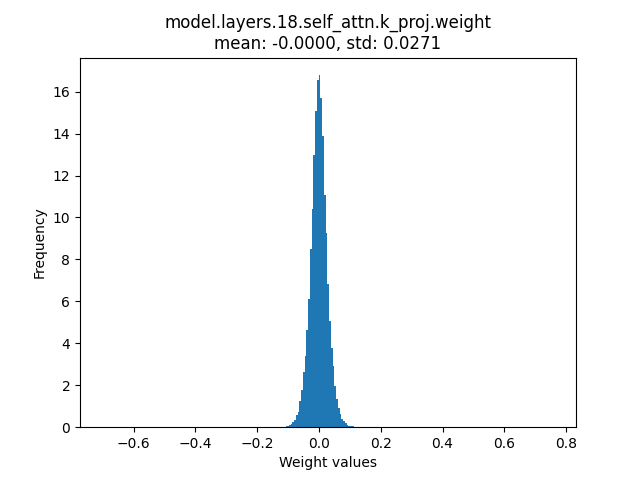 model.layers.18.self_attn.k_proj.weight
mean: -0.0000, std: 0.0271
16
14
12
10
8
6
4
2
0
Frequency
−0.6 −0.4 −0.2 0.0 0.2 0.4 0.6 0.8
Weight values